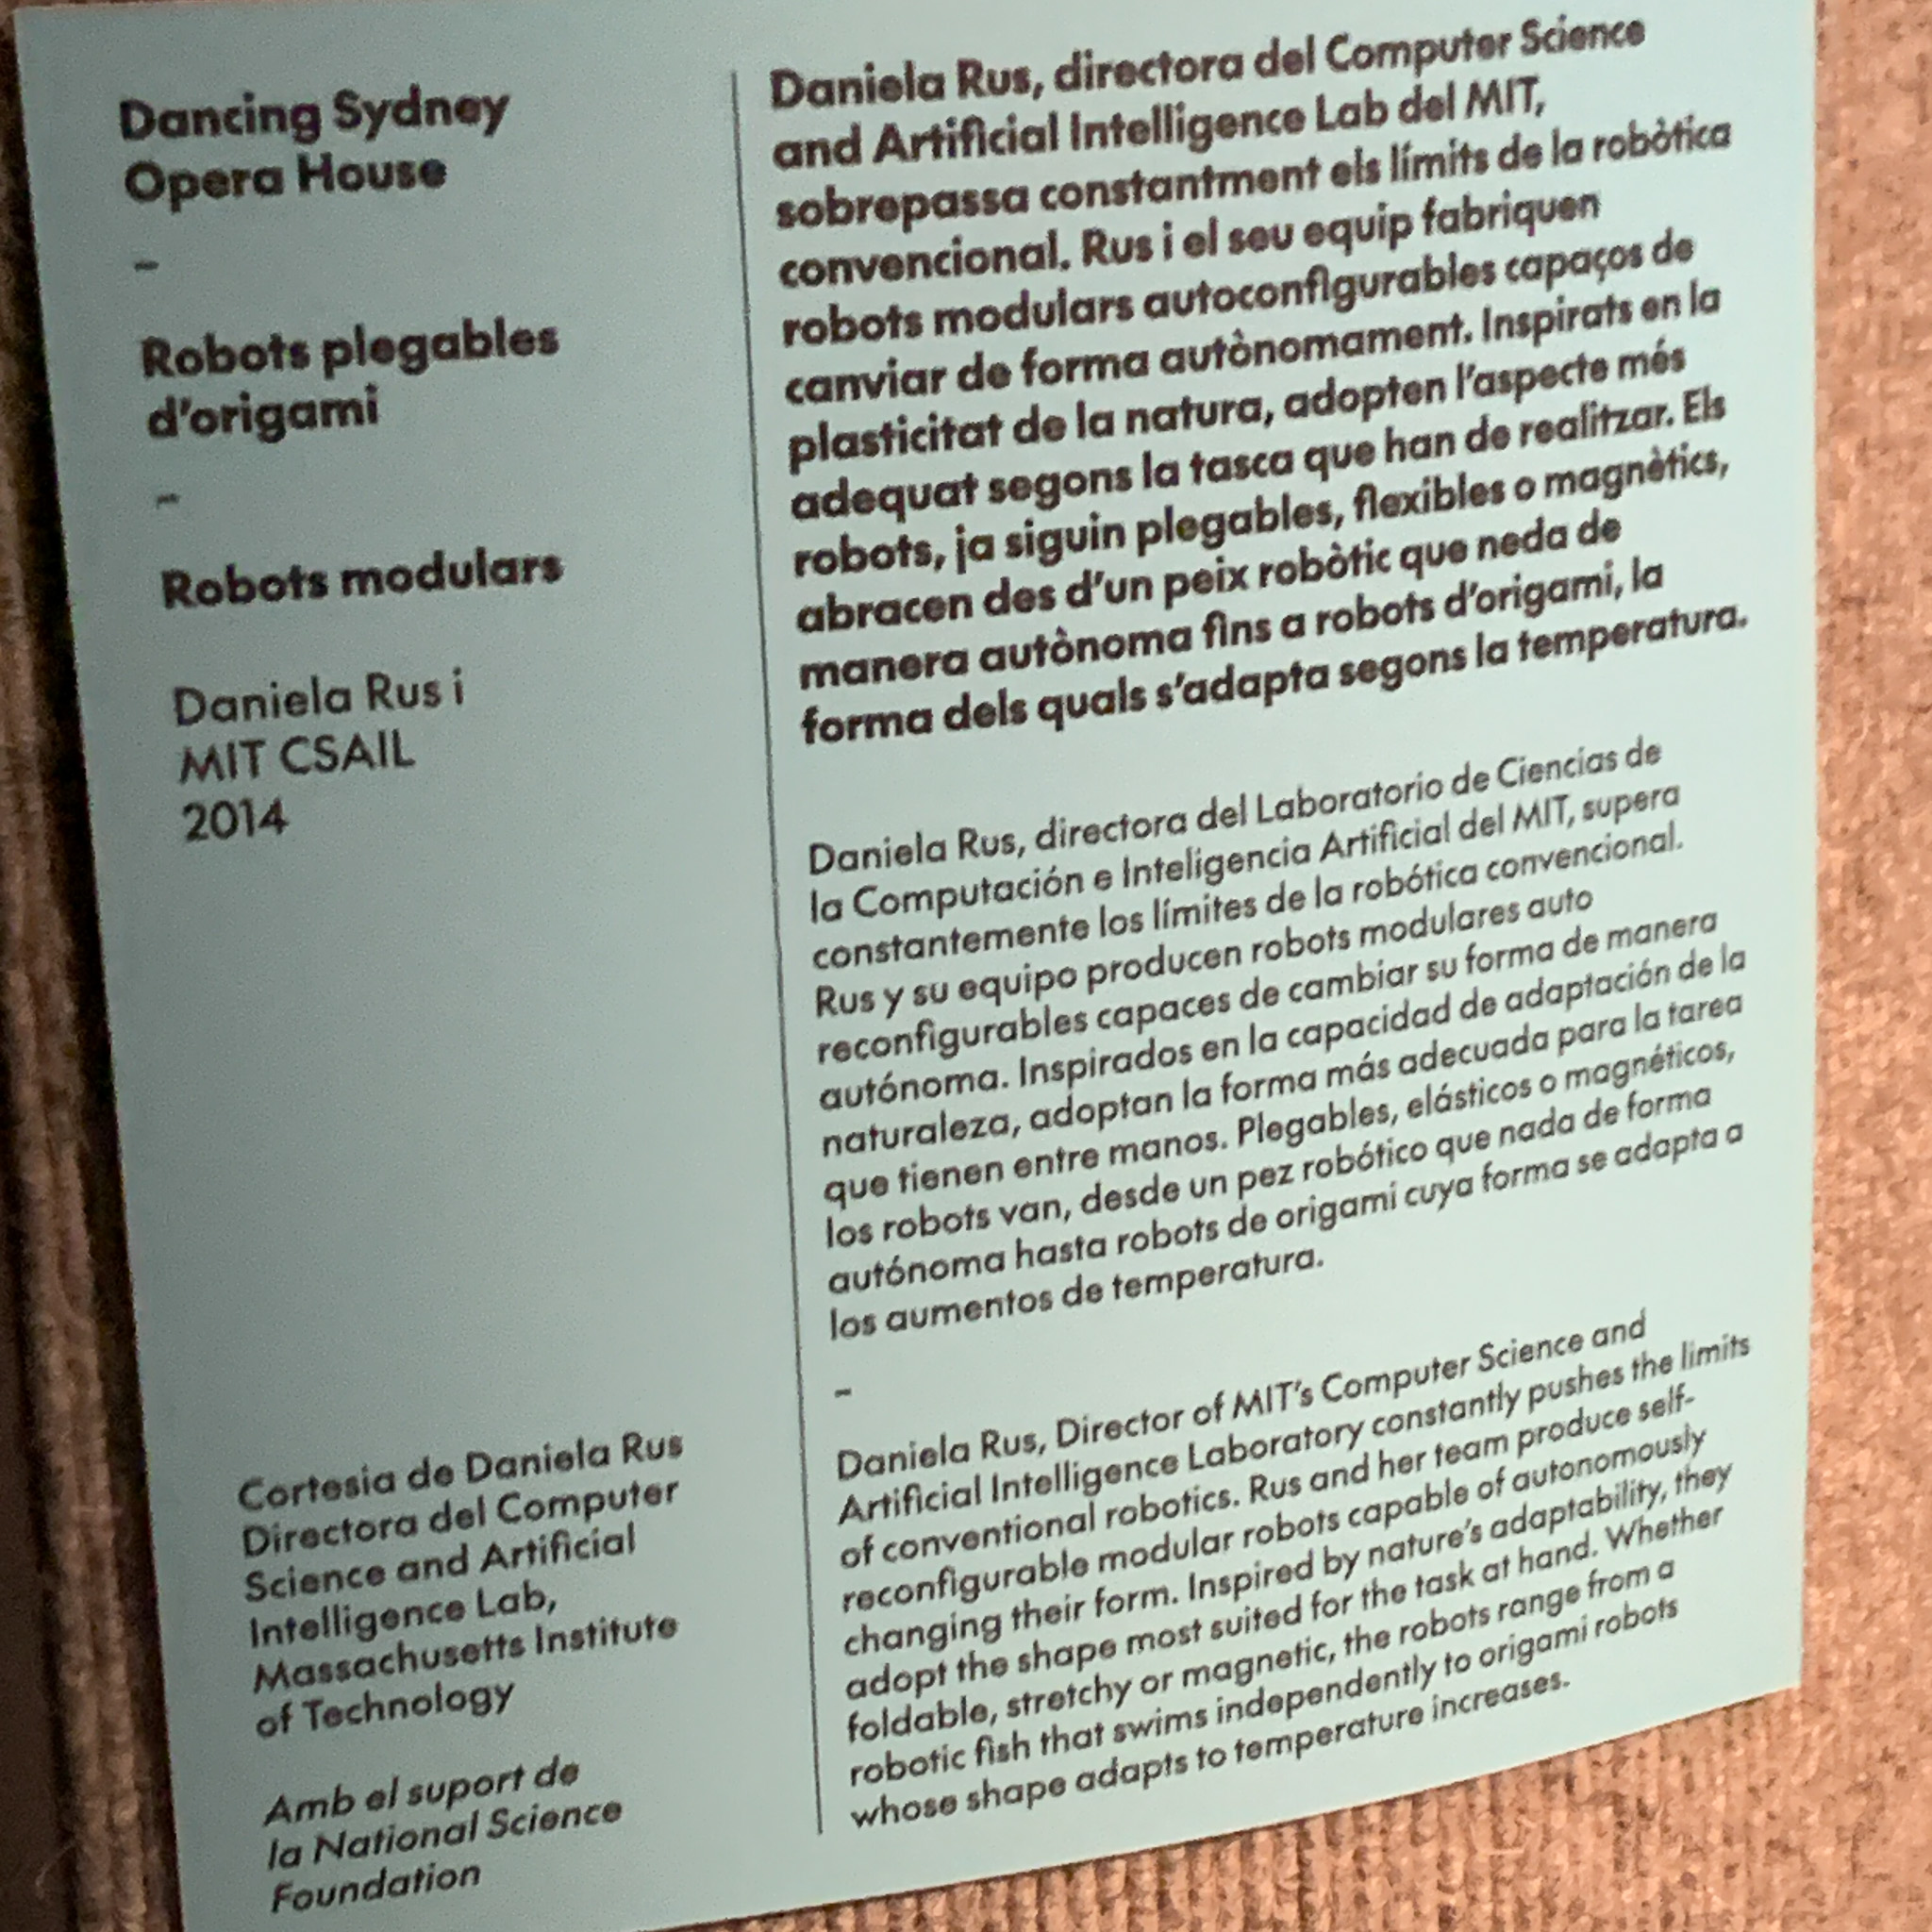 Dancing Sydney
Opera House
–
Robots plegables
d’origami
–
Robots modulars
Daniela Rus i
MIT CSAIL
2014
Cortesia de Daniela Rus
Directora del Computer
Science and Artificial
Intelligence Lab,
Massachusetts Institute
of Technology
Amb el suport de
la National Science
Foundation
Daniela Rus, directora del Computer Science
and Artificial Intelligence Lab del MIT,
sobrepassa constantment els límits de la robòtica
convencional. Rus i el seu equip fabriquen
robots modulars autoconfigurables capaços de
canviar de forma autònomament. Inspirats en la
plasticitat de la natura, adopten l’aspecte més
adequat segons la tasca que han de realitzar. Els
robots, ja siguin plegables, flexibles o magnètics,
abracen des d’un peix robòtic que neda de
manera autònoma fins a robots d’origami, la
forma dels quals s’adapta segons la temperatura.
Daniela Rus, directora del Laboratorio de Ciencias de
la Computación e Inteligencia Artificial del MIT, supera
constantemente los límites de la robótica convencional.
Rus y su equipo producen robots modulares auto
reconfigurables capaces de cambiar su forma de manera
autónoma. Inspirados en la capacidad de adaptación de la
naturaleza, adoptan la forma más adecuada para la tarea
que tienen entre manos. Plegables, elásticos o magnéticos,
los robots van, desde un pez robótico que nada de forma
autónoma hasta robots de origami cuya forma se adapta a
los aumentos de temperatura.
–
Daniela Rus, Director of MIT’s Computer Science and
Artificial Intelligence Laboratory constantly pushes the limits
of conventional robotics. Rus and her team produce self-
reconfigurable modular robots capable of autonomously
changing their form. Inspired by nature’s adaptability, they
adopt the shape most suited for the task at hand. Whether
foldable, stretchy or magnetic, the robots range from a
robotic fish that swims independently to origami robots
whose shape adapts to temperature increases.